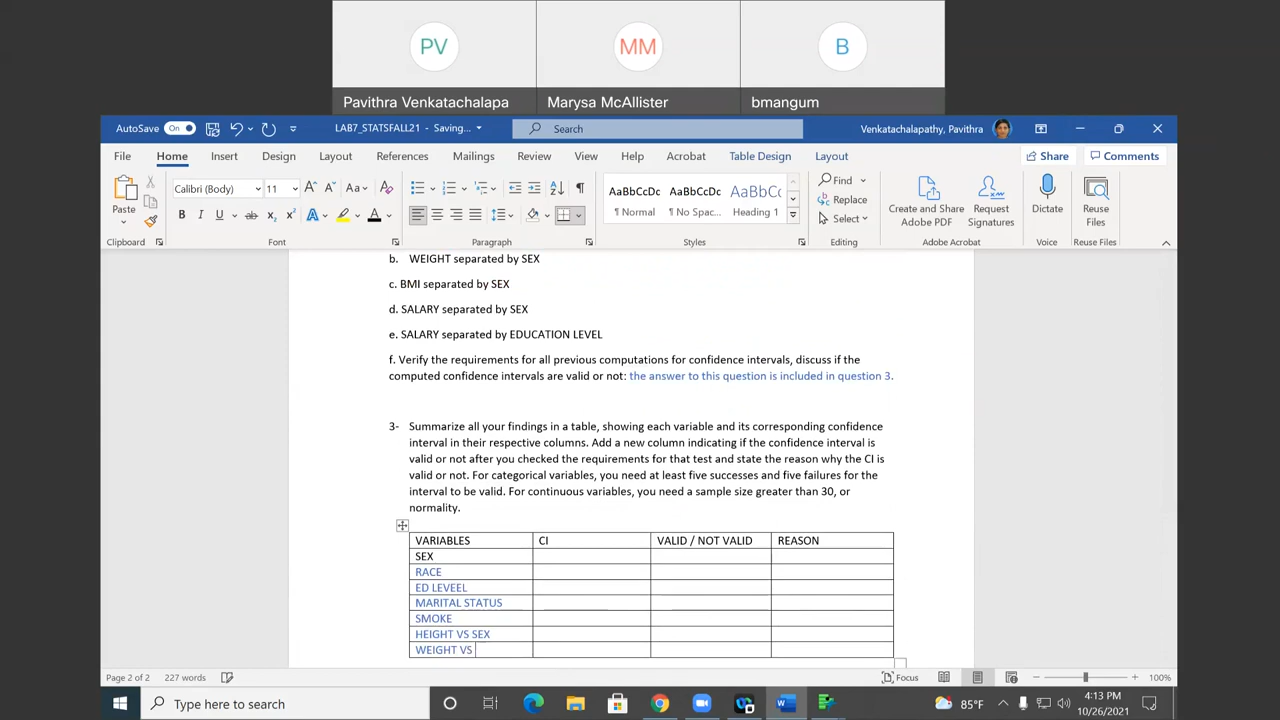 PV
MM
B
Pavithra Venkatachalapa
Marysa McAllister
bmangum
AutoSave On
LAB7_STATSFALL21 - Saving...
Search
Venkatachalapathy, Pavithra
File Home Insert Design Layout References Mailings Review View Help Acrobat Table Design Layout
Share Comments
Paste
Calibri (Body) 11
Clipboard
Font
Paragraph
AaBbCcDc AaBbCcDc AaBbCc
¶ Normal ¶ No Spac... Heading 1
Styles
Find
Replace
Select
Editing
Create and Share Adobe PDF
Request Signatures
Adobe Acrobat
Dictate
Voice
Reuse Files
Reuse Files
b. WEIGHT separated by SEX
c. BMI separated by SEX
d. SALARY separated by SEX
e. SALARY separated by EDUCATION LEVEL
f. Verify the requirements for all previous computations for confidence intervals, discuss if the
computed confidence intervals are valid or not: the answer to this question is included in question 3.
3- Summarize all your findings in a table, showing each variable and its corresponding confidence
interval in their respective columns. Add a new column indicating if the confidence interval is
valid or not after you checked the requirements for that test and state the reason why the CI is
valid or not. For categorical variables, you need at least five successes and five failures for the
interval to be valid. For continuous variables, you need a sample size greater than 30, or
normality.
VARIABLES CI VALID / NOT VALID REASON
SEX
RACE
ED LEVEEL
MARITAL STATUS
SMOKE
HEIGHT VS SEX
WEIGHT VS
Page 2 of 2 227 words
Focus
100%
Type here to search
85°F
4:13 PM
10/26/2021